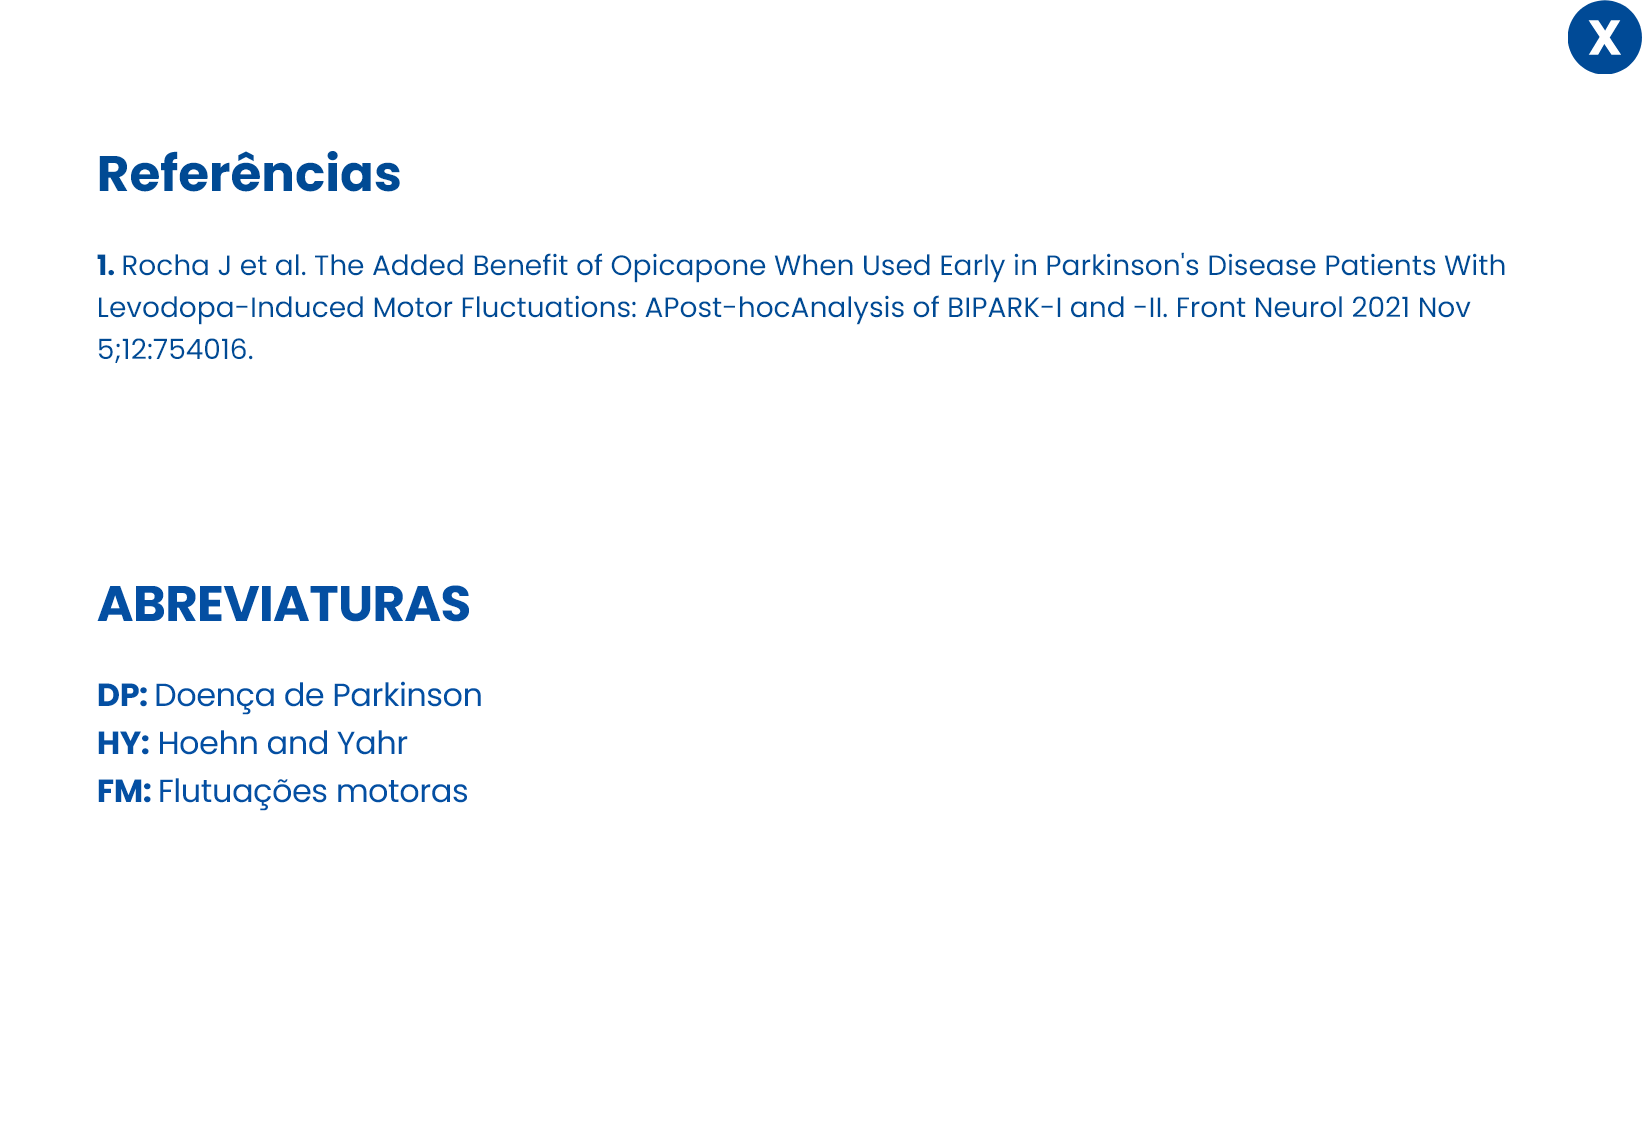 X
Referências
1. Rocha J et al. The Added Benefit of Opicapone When Used Early in Parkinson's Disease Patients With
Levodopa-Induced Motor Fluctuations: APost-hocAnalysis of BIPARK-I and -II. Front Neurol 2021 Nov
5;12:754016.
ABREVIATURAS
DP: Doença de Parkinson
HY: Hoehn and Yahr
FM: Flutuações motoras